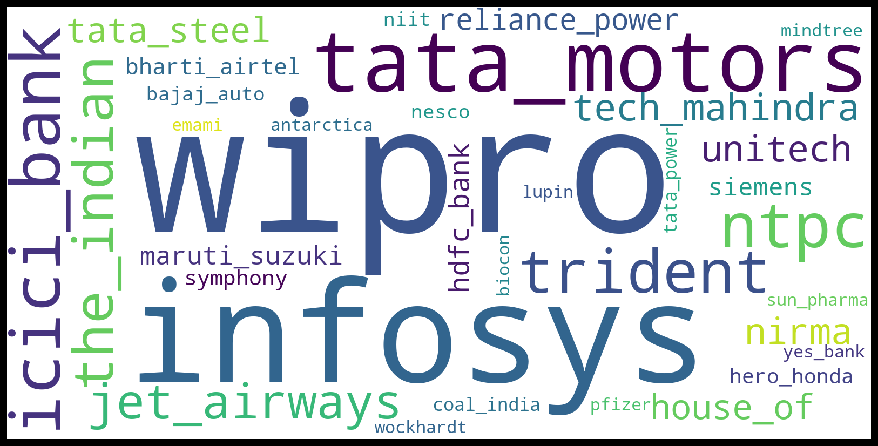 niit
reliance_power
mindtree
tata_steel
tata_motors
bharti_airtel
bajaj_auto
tech_mahindra
nesco
emami
antarctica
icici_bank
the_indian
wipro
tata_power
unitech
lupin
siemens
hdfc_bank
ntpc
maruti_suzuki
biocon
trident
symphony
infosys
sun_pharma
nirma
yes_bank
hero_honda
jet_airways
coal_india
pfizer
house_of
wockhardt